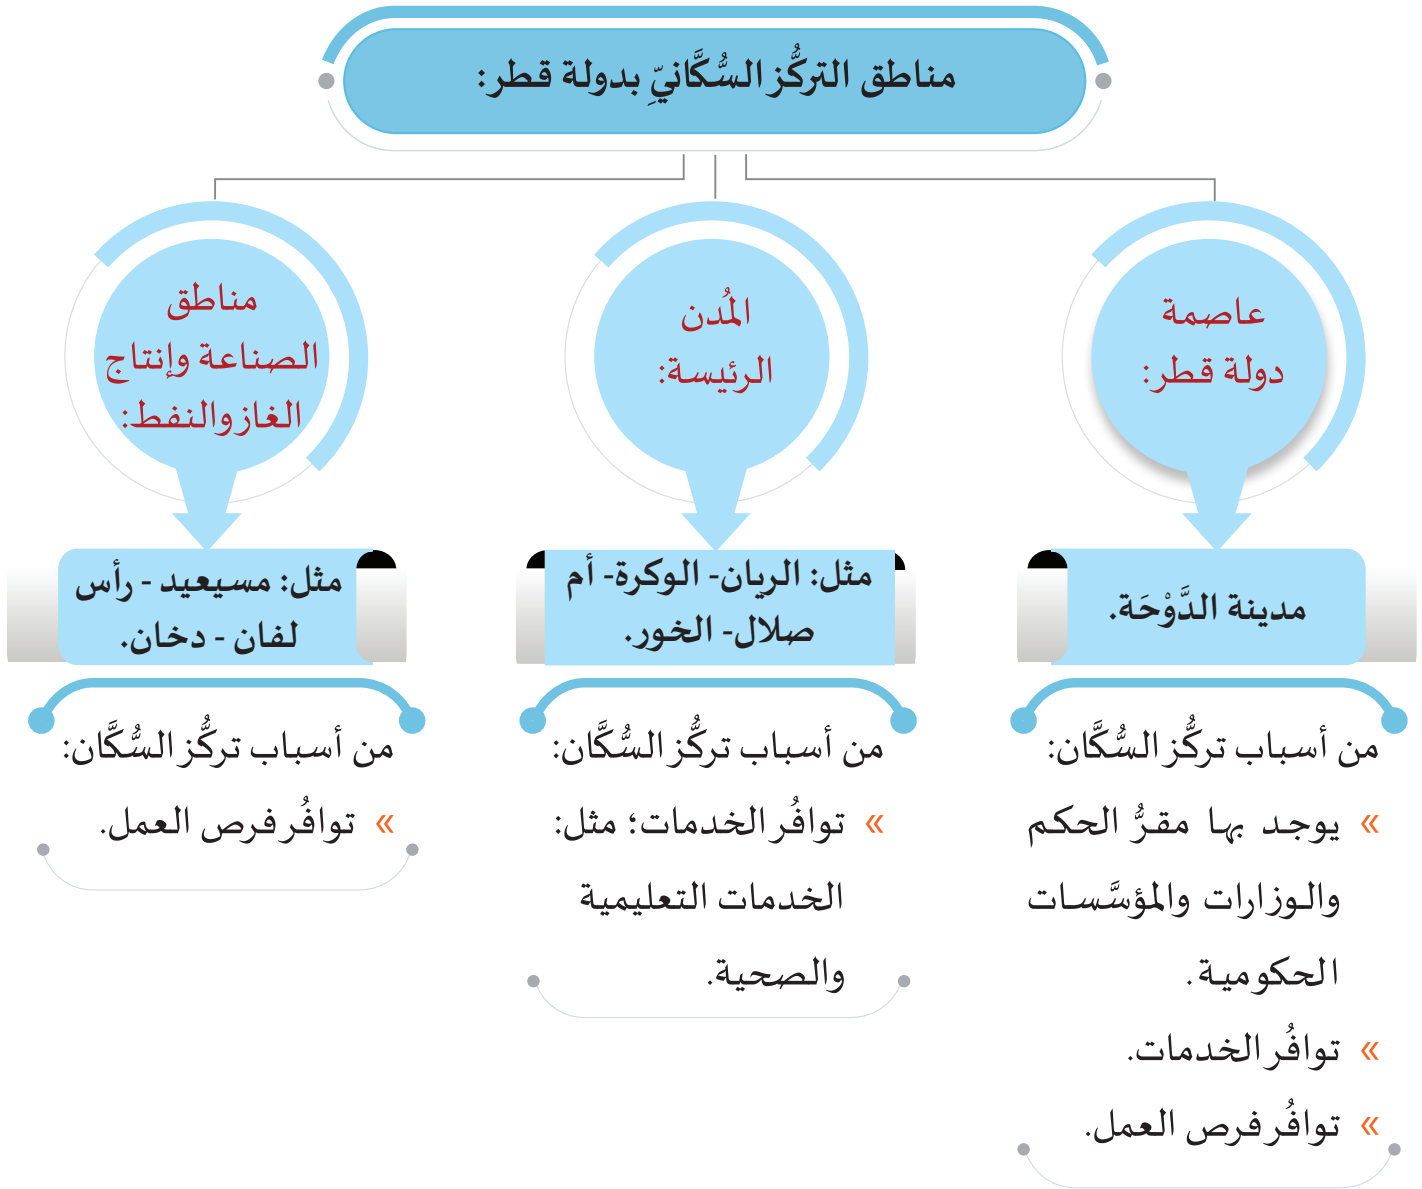 مناطق التركُّز السُّكَّانيِّ بدولة قطر:
عاصمة
دولة قطر:
مدينة الدَّوْحَة.
من أسباب تركُّز السُّكَّان:
« يوجد بها مقرُّ الحكم
والوزارات والمؤسَّسات
الحكومية.
« توافُر الخدمات.
« توافُر فرص العمل.
المُدن
الرئيسة:
مثل: الريان- الوكرة- أم
صلال- الخور.
من أسباب تركُّز السُّكَّان:
« توافُر الخدمات؛ مثل:
الخدمات التعليمية
والصحية.
مناطق
الصناعة وإنتاج
الغاز والنفط:
مثل: مسيعيد - رأس
لفان - دخان.
من أسباب تركُّز السُّكَّان:
« توافُر فرص العمل.